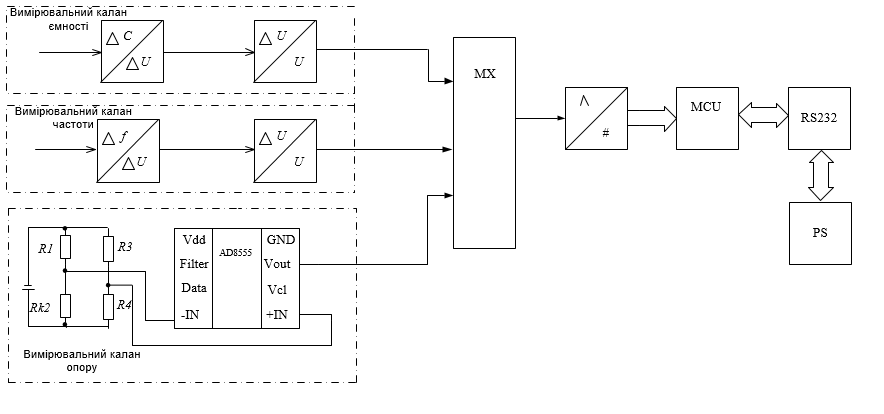 Вимірювальний калан
ємності
△ C
△ U
△ U
U
Вимірювальний калан
частоти
△ f
△ U
△ U
U
MX
Λ
#
MCU
RS232
PS
R1
R3
Rk2
R4
Vdd
Filter
Data
-IN
AD8555
GND
Vout
Vcl
+IN
Вимірювальний калан
опору